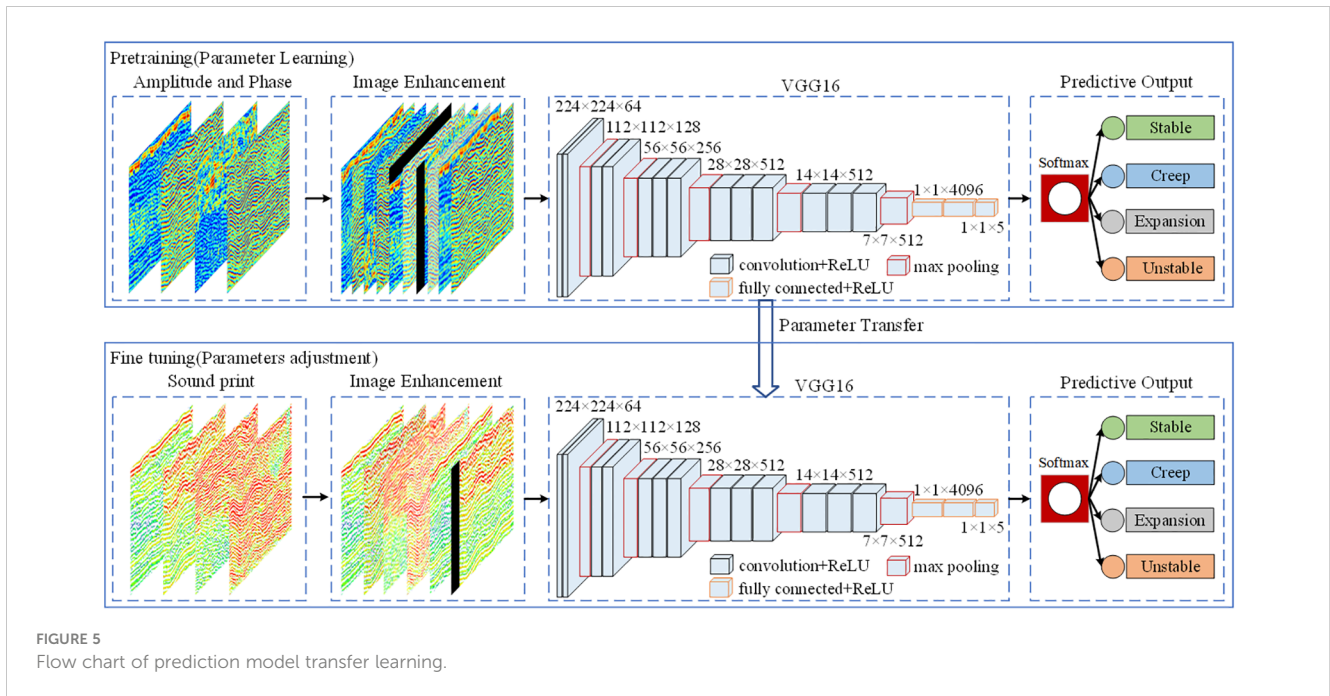 Pretraining(Parameter Learning)
Amplitude and Phase
Image Enhancement
VGG16
Predictive Output
224×224×64
112×112×128
56×56×256
28×28×512
14×14×512
1×1×4096
7×7×512
1×1×5
convolution+ReLU
max pooling
fully connected+ReLU
Softmax
Stable
Creep
Expansion
Unstable
Parameter Transfer
Fine tuning(Parameters adjustment)
Sound print
Image Enhancement
VGG16
Predictive Output
224×224×64
112×112×128
56×56×256
28×28×512
14×14×512
1×1×4096
7×7×512
1×1×5
convolution+ReLU
max pooling
fully connected+ReLU
Softmax
Stable
Creep
Expansion
Unstable
FIGURE 5
Flow chart of prediction model transfer learning.